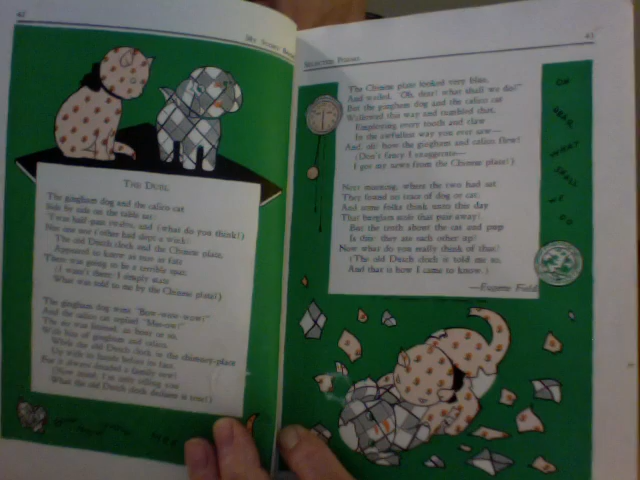 42
43
SELECTED POEMS
THE DUEL
The gingham dog and the calico cat
Side by side on the table sat;
'Twas half-past twelve, and (what do you think!)
Nor one nor t'other had slept a wink!
The old Dutch clock and the Chinese plate
Appeared to know as sure as fate
There was going to be a terrible spat.
(I wasn't there; I simply state
What was told to me by the Chinese plate!)
The gingham dog went "Bow-wow-wow!"
And the calico cat replied "Mee-ow!"
The air was littered, an hour or so,
With bits of gingham and calico,
While the old Dutch clock in the chimney-place
Up with its hands before its face,
For it always dreaded a family row!
(Now mind: I'm only telling you
What the old Dutch clock declares is true!)
The Chinese plate looked very blue,
And wailed, "Oh, dear! what shall we do!"
But the gingham dog and the calico cat
Wallowed this way and tumbled that,
Employing every tooth and claw
In the awfullest way you ever saw—
And, oh! how the gingham and calico flew!
(Don't fancy I exaggerate—
I got my news from the Chinese plate!)
Next morning, where the two had sat
They found no trace of dog or cat;
And some folks think unto this day
That burglars stole that pair away!
But the truth about the cat and pup
Is this: they ate each other up!
Now what do you really think of that!
(The old Dutch clock it told me so,
And that is how I came to know.)
—Eugene Field
OH
DEAR
WHAT
SHALL
WE
DO